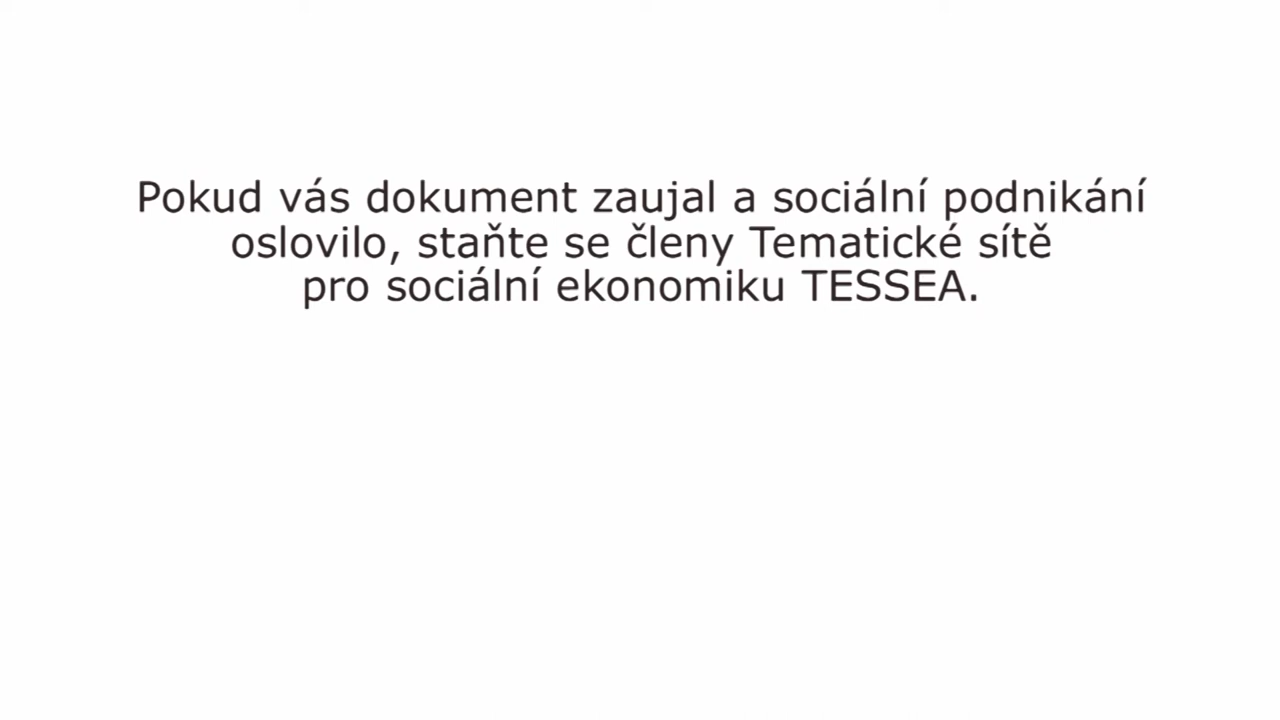 Pokud vás dokument zaujal a sociální podnikání
oslovilo, staňte se členy Tematické sítě
pro sociální ekonomiku TESSEA.